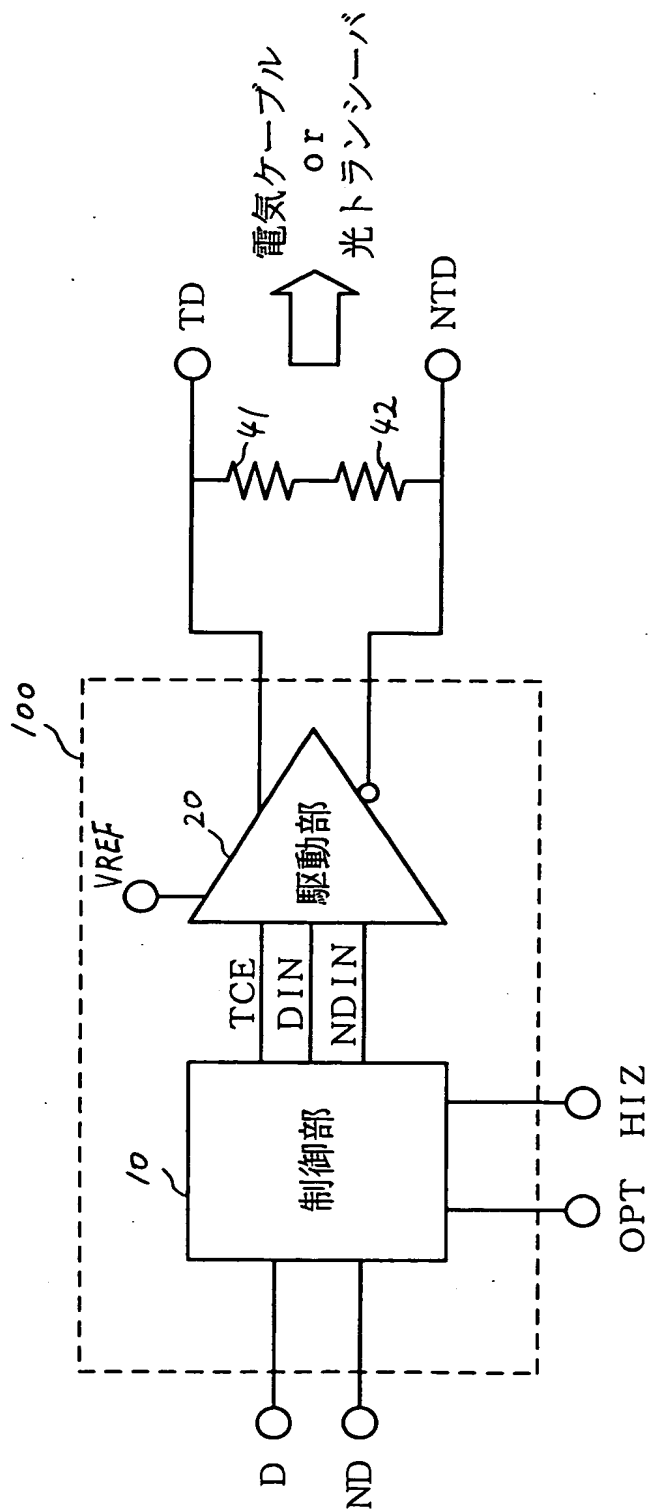 100
VREF
20
10
制御部
TCE
DIN
NDIN
駆動部
D
ND
OPT
HIZ
TD
41
42
NTD
電気ケーブル
or
光トランシーバ